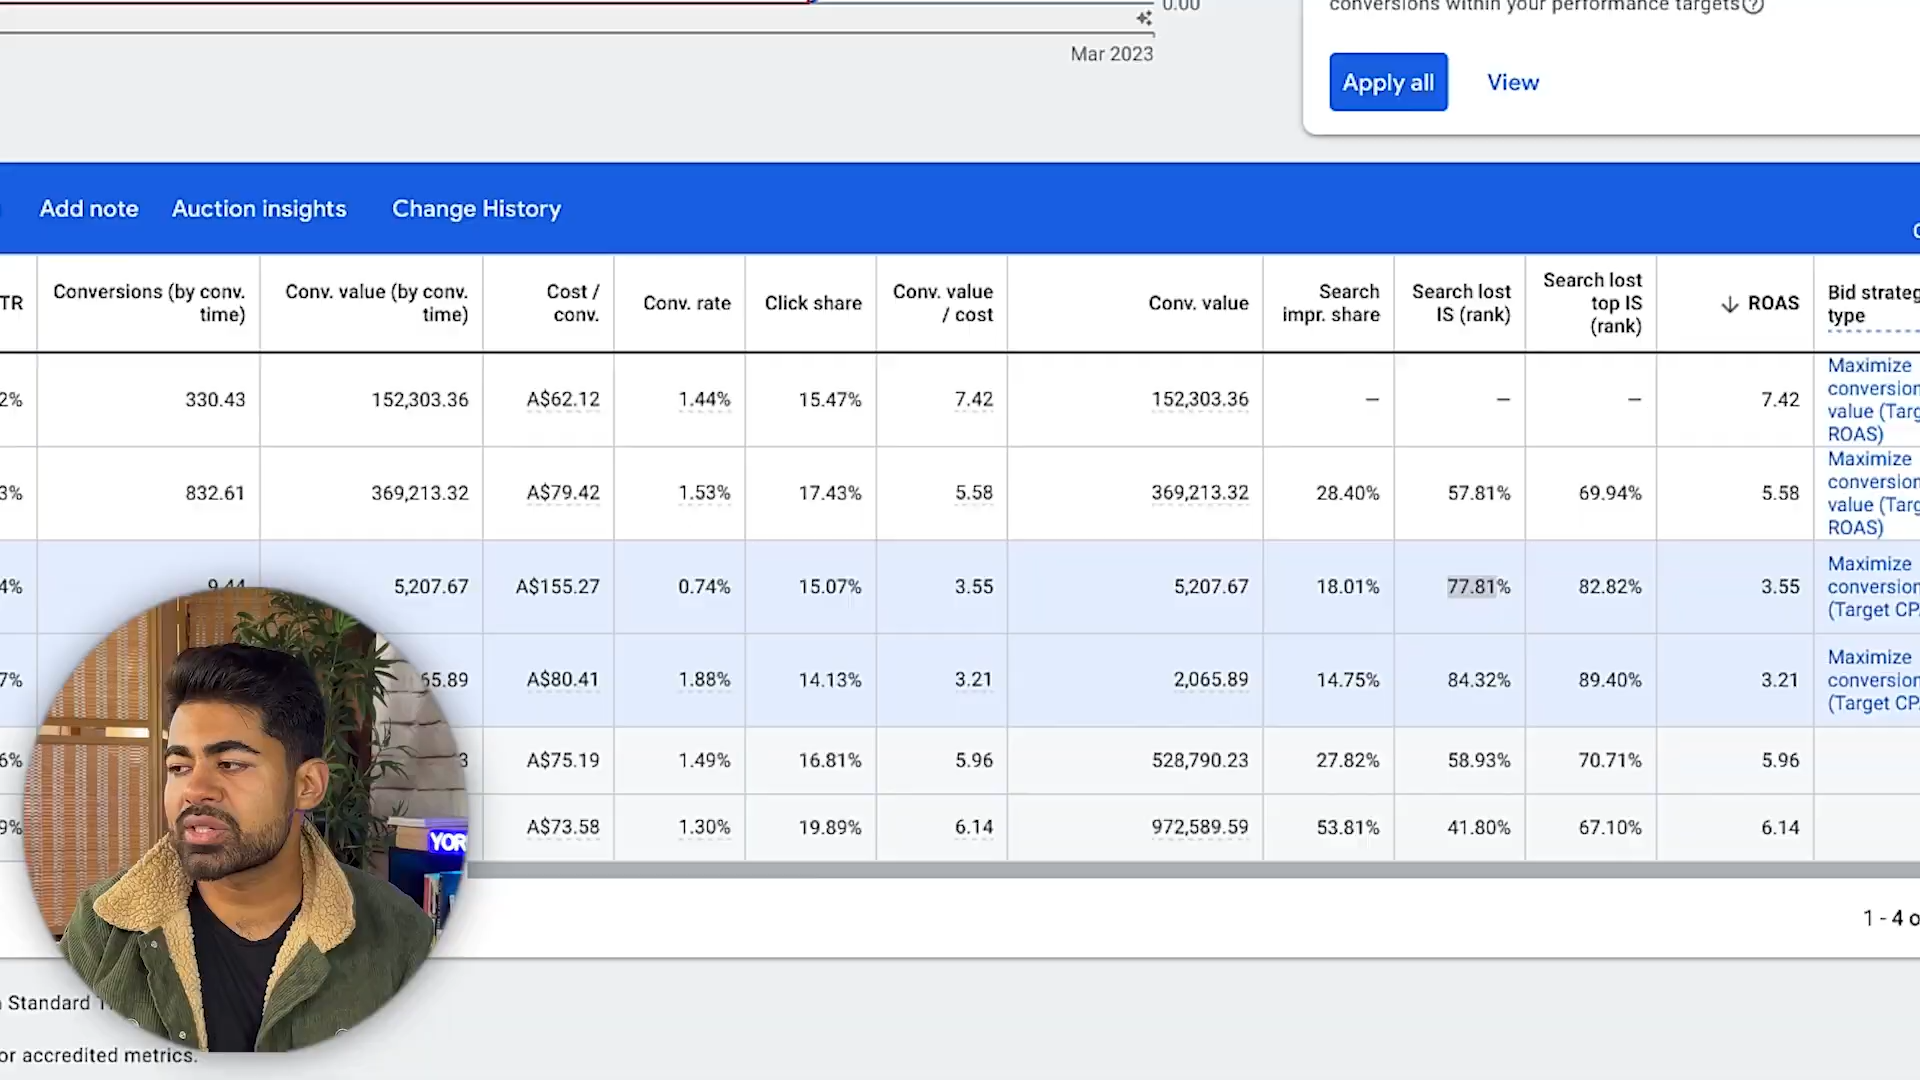 0.00
conversions within your performance targets
Mar 2023
Apply all View
Add note Auction insights Change History
TR
Conversions (by conv. time)
Conv. value (by conv. time)
Cost / conv.
Conv. rate
Click share
Conv. value / cost
Conv. value
Search impr. share
Search lost IS (rank)
Search lost top IS (rank)
ROAS
Bid strateg
type
2% 330.43 152,303.36 A$62.12 1.44% 15.47% 7.42 152,303.36 — — — 7.42
Maximize
conversion
value (Targ
ROAS)
3% 832.61 369,213.32 A$79.42 1.53% 17.43% 5.58 369,213.32 28.40% 57.81% 69.94% 5.58
Maximize
conversion
value (Targ
ROAS)
4% 9.44 5,207.67 A$155.27 0.74% 15.07% 3.55 5,207.67 18.01% 77.81% 82.82% 3.55
Maximize
conversion
(Target CPA
7% 65.89 A$80.41 1.88% 14.13% 3.21 2,065.89 14.75% 84.32% 89.40% 3.21
Maximize
conversion
(Target CPA
6% 3 A$75.19 1.49% 16.81% 5.96 528,790.23 27.82% 58.93% 70.71% 5.96
9% A$73.58 1.30% 19.89% 6.14 972,589.59 53.81% 41.80% 67.10% 6.14
YOR
1 - 4 o
Standard T
or accredited metrics.